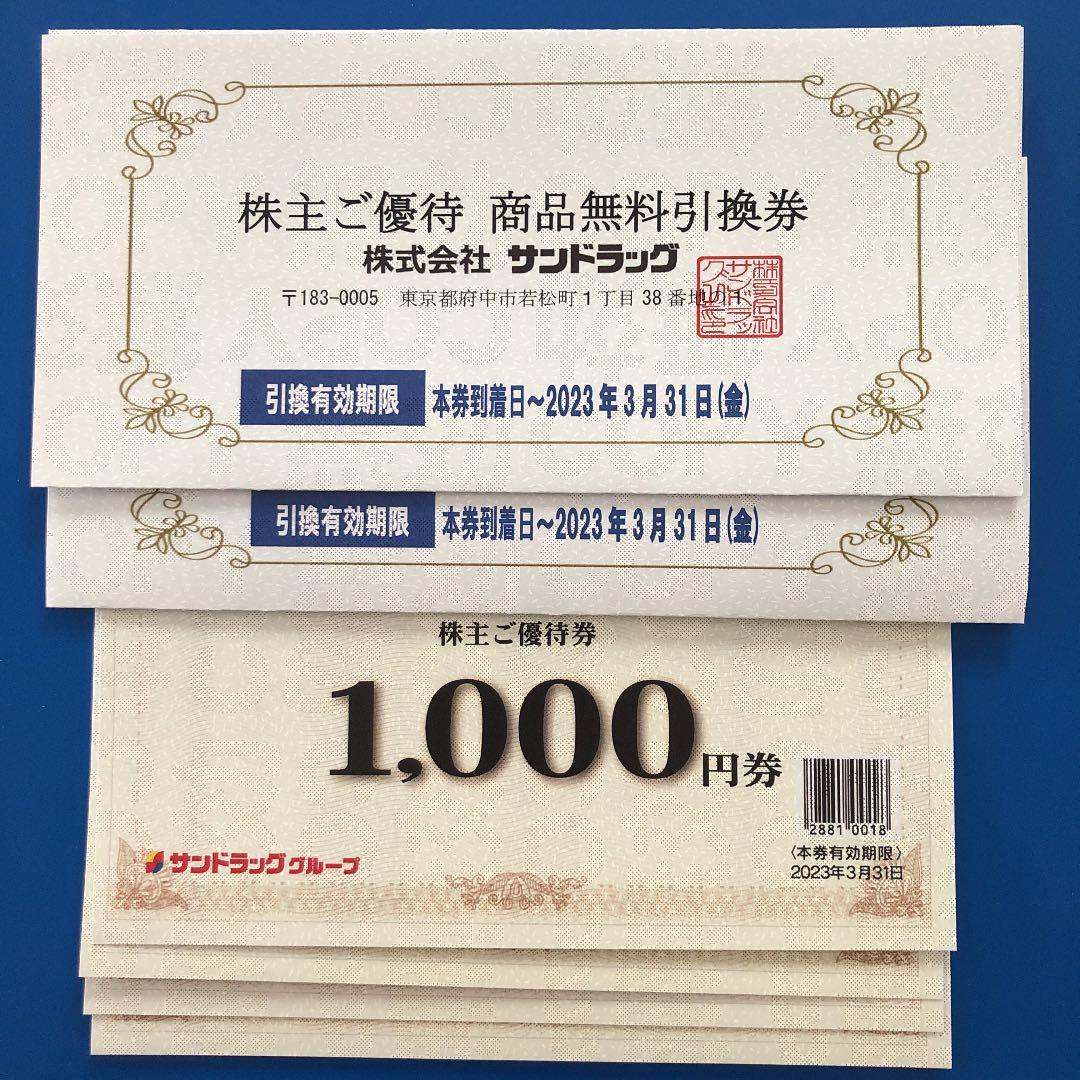 株主ご優待 商品無料引換券
株式会社 サンドラッグ
〒183-0005 東京都府中市若松町1丁目38番地の1
引換有効期限 本券到着日～2023年3月31日(金)
引換有効期限 本券到着日～2023年3月31日(金)
株主ご優待券
1,000円券
2881 0018
サンドラッググループ
〈本券有効期限〉
2023年3月31日